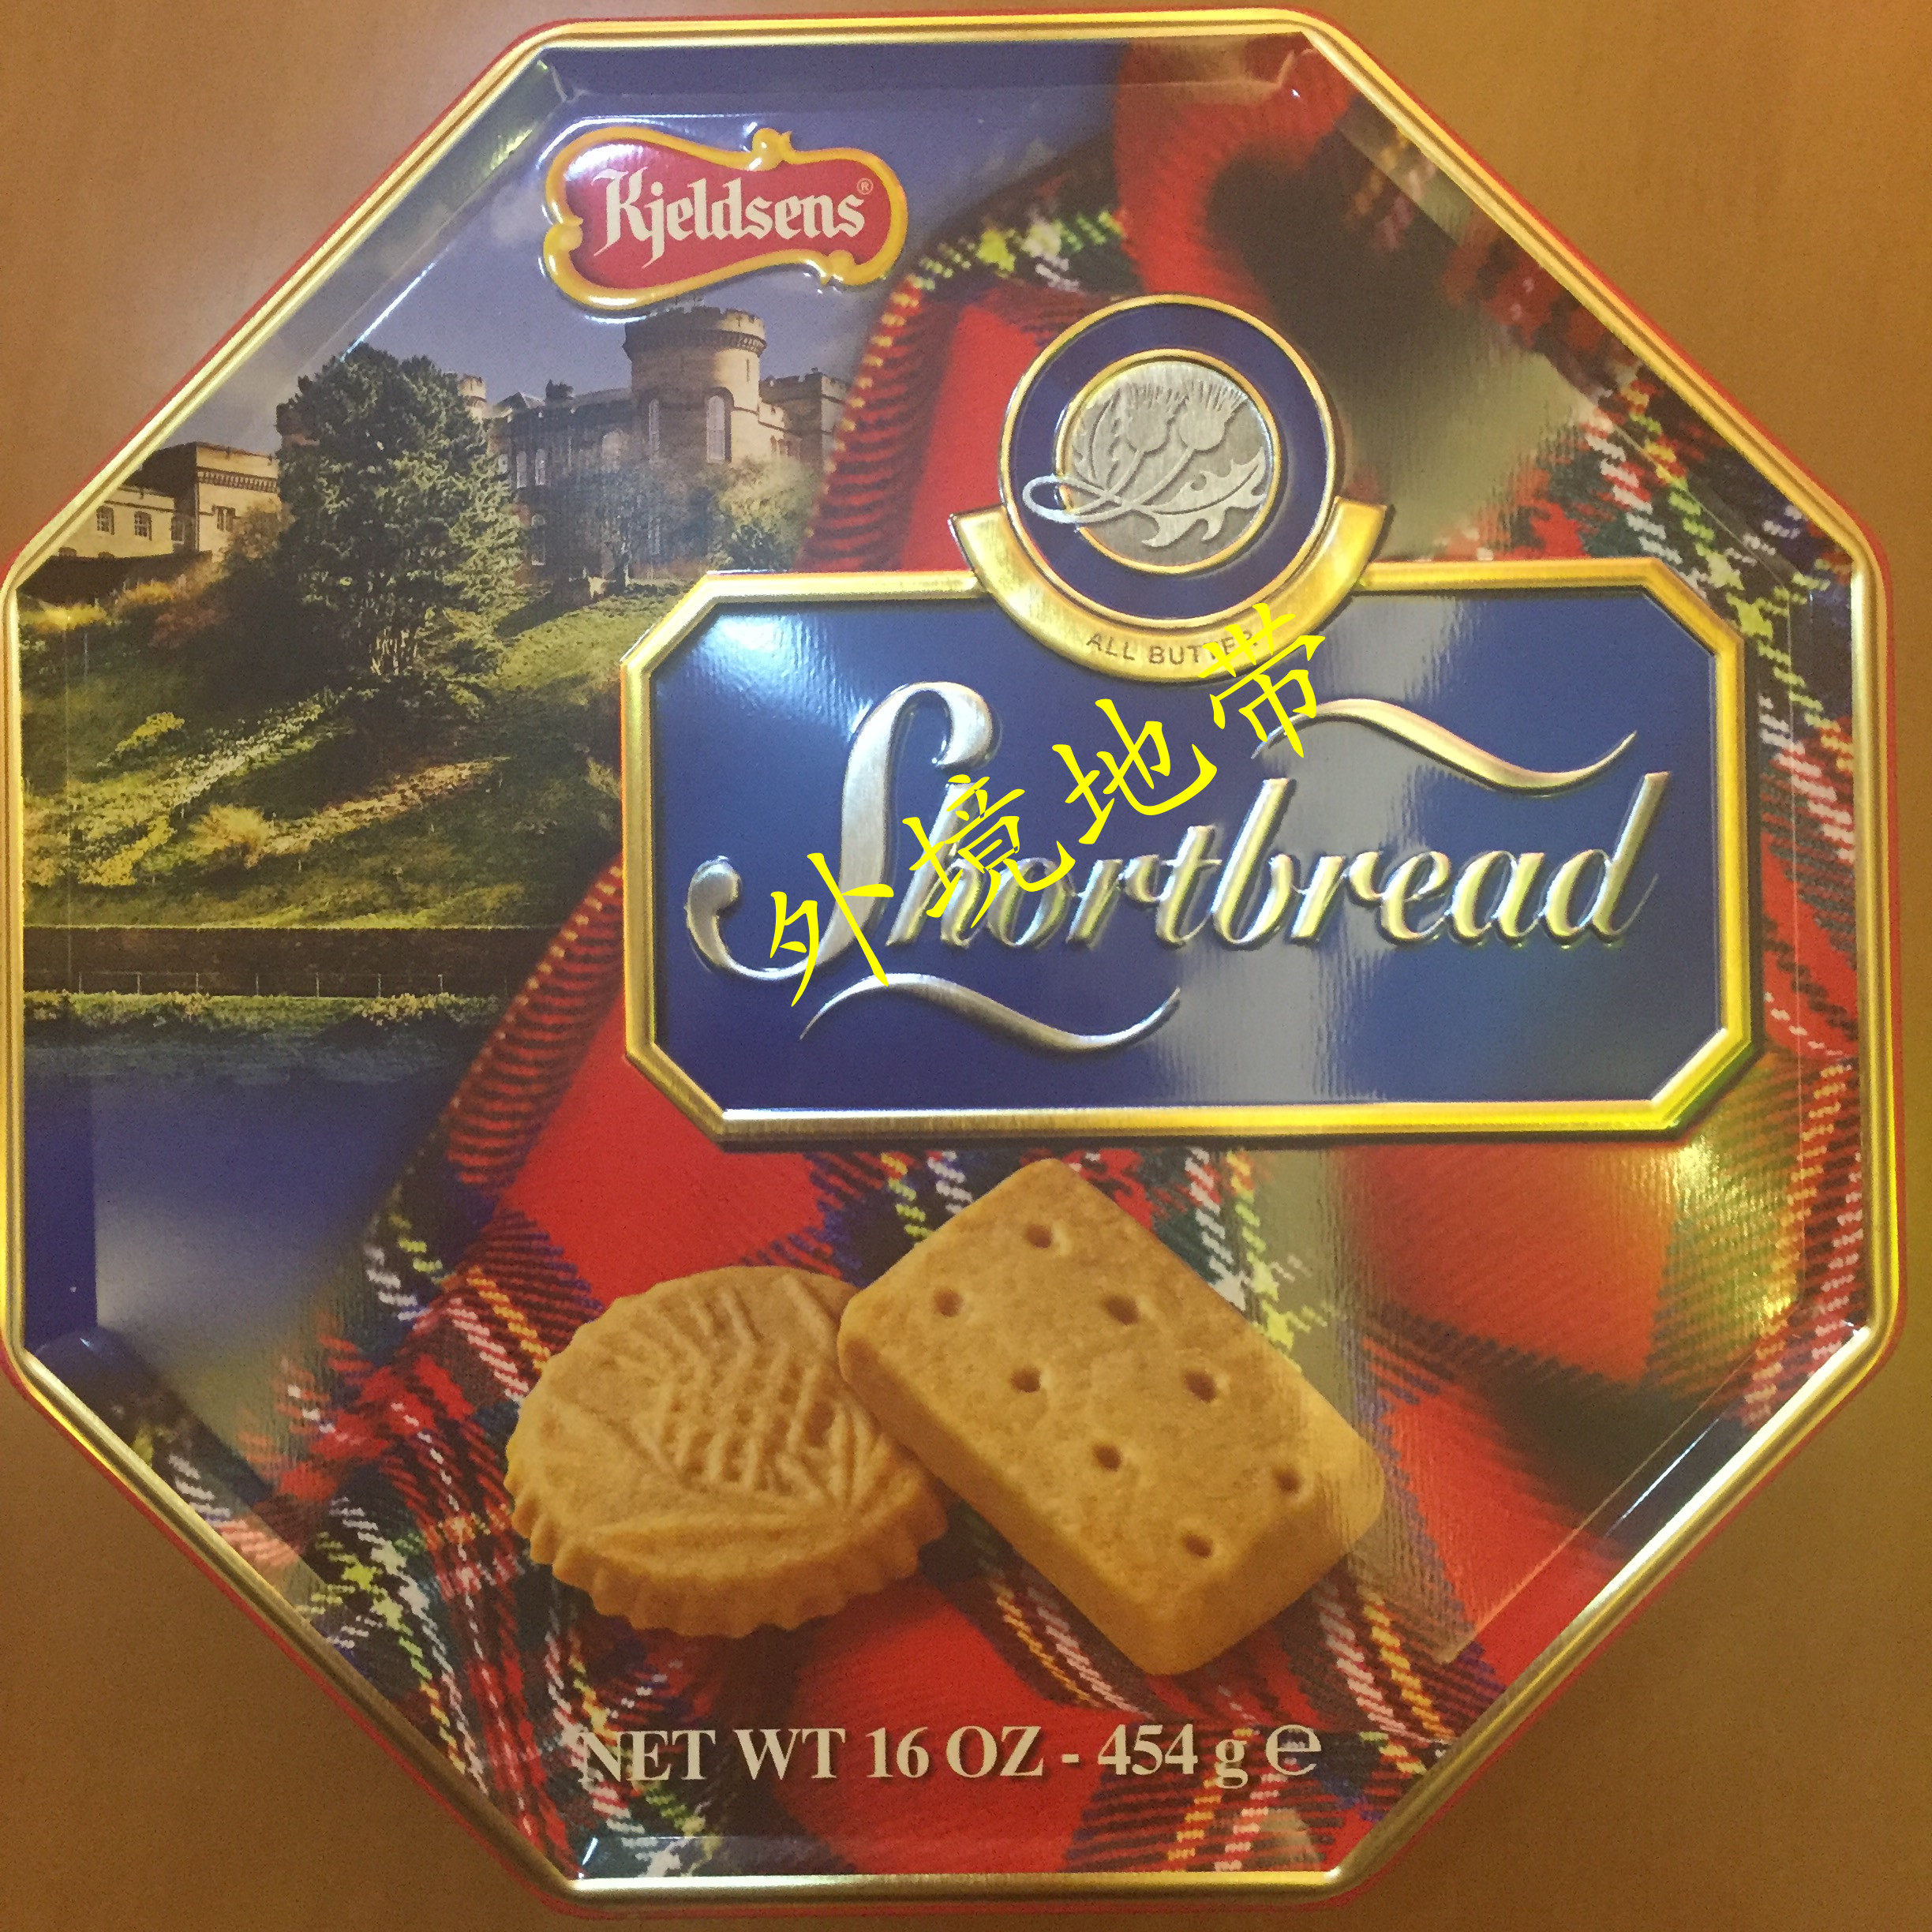 Kjeldsens®
ALL BUTTER
Shortbread
外境地带
NET WT 16 OZ - 454 g ℮